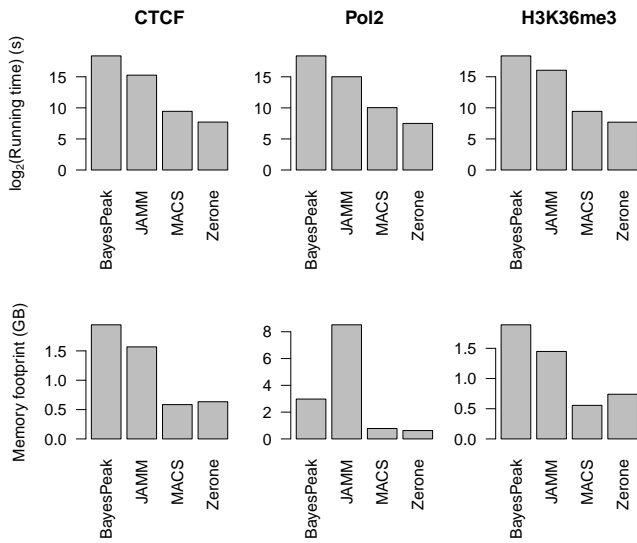 CTCF
Pol2
H3K36me3
log₂(Running time) (s)
15
10
5
0
BayesPeak
JAMM
MACS
Zerone
15
10
5
0
BayesPeak
JAMM
MACS
Zerone
15
10
5
0
BayesPeak
JAMM
MACS
Zerone
Memory footprint (GB)
1.5
1.0
0.5
0.0
BayesPeak
JAMM
MACS
Zerone
8
6
4
2
0
BayesPeak
JAMM
MACS
Zerone
1.5
1.0
0.5
0.0
BayesPeak
JAMM
MACS
Zerone